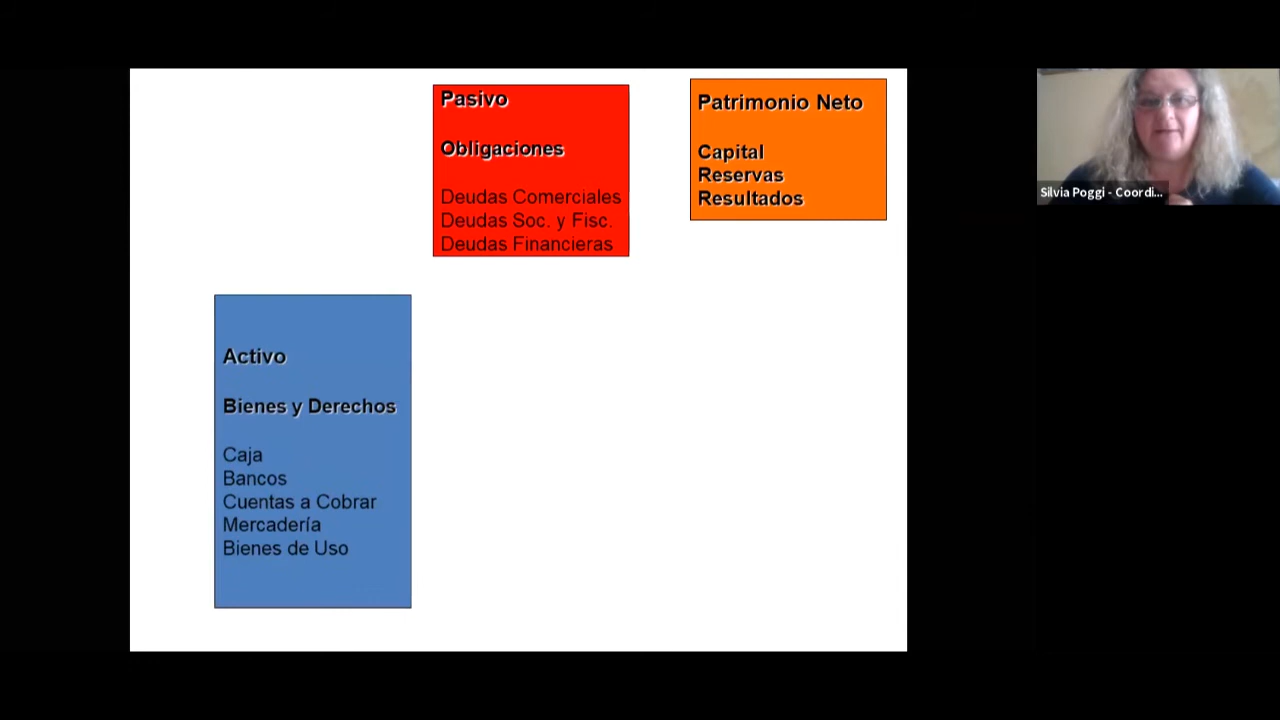 Pasivo
Obligaciones
Deudas Comerciales
Deudas Soc. y Fisc.
Deudas Financieras
Patrimonio Neto
Capital
Reservas
Resultados
Silvia Poggi - Coordi...
Activo
Bienes y Derechos
Caja
Bancos
Cuentas a Cobrar
Mercadería
Bienes de Uso